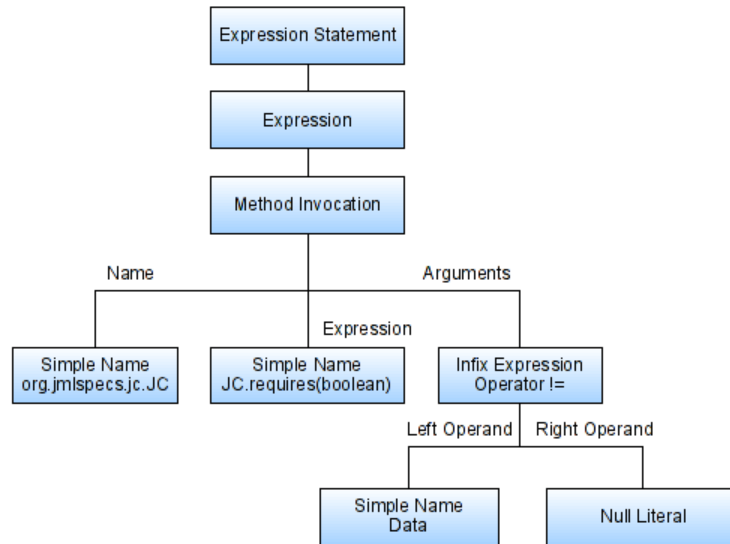 Expression Statement
Expression
Method Invocation
Name
Arguments
Expression
Simple Name
org.jmlspecs.jc.JC
Simple Name
JC.requires(boolean)
Infix Expression
Operator !=
Left Operand
Right Operand
Simple Name
Data
Null Literal